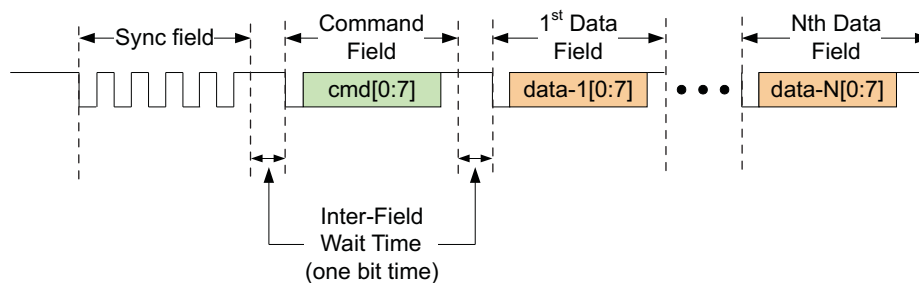 Sync field
Command
Field
1st Data
Field
Nth Data
Field
cmd[0:7]
data-1[0:7]
data-N[0:7]
Inter-Field
Wait Time
(one bit time)